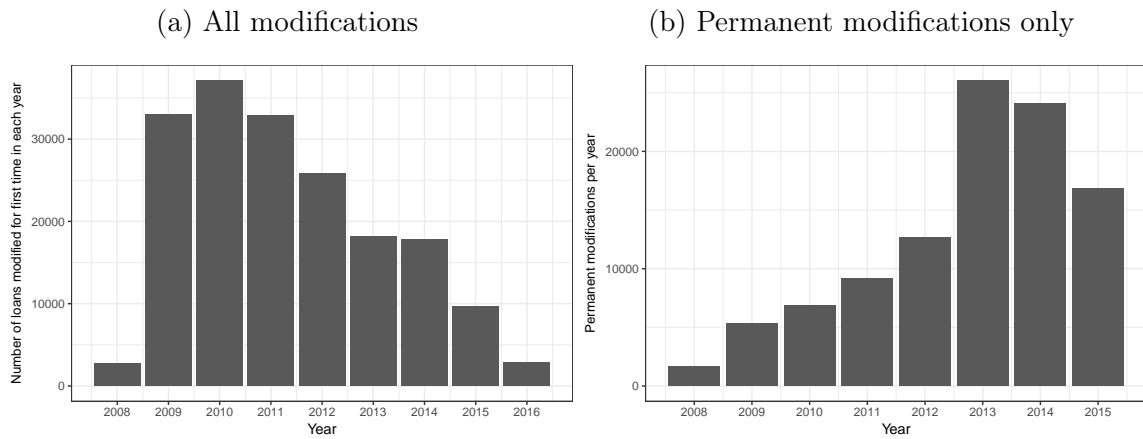 (a) All modifications
Number of loans modified for first time in each year
30000
20000
10000
0
2008 2009 2010 2011 2012 2013 2014 2015 2016
Year
(b) Permanent modifications only
Permanent modifications per year
20000
10000
0
2008 2009 2010 2011 2012 2013 2014 2015
Year